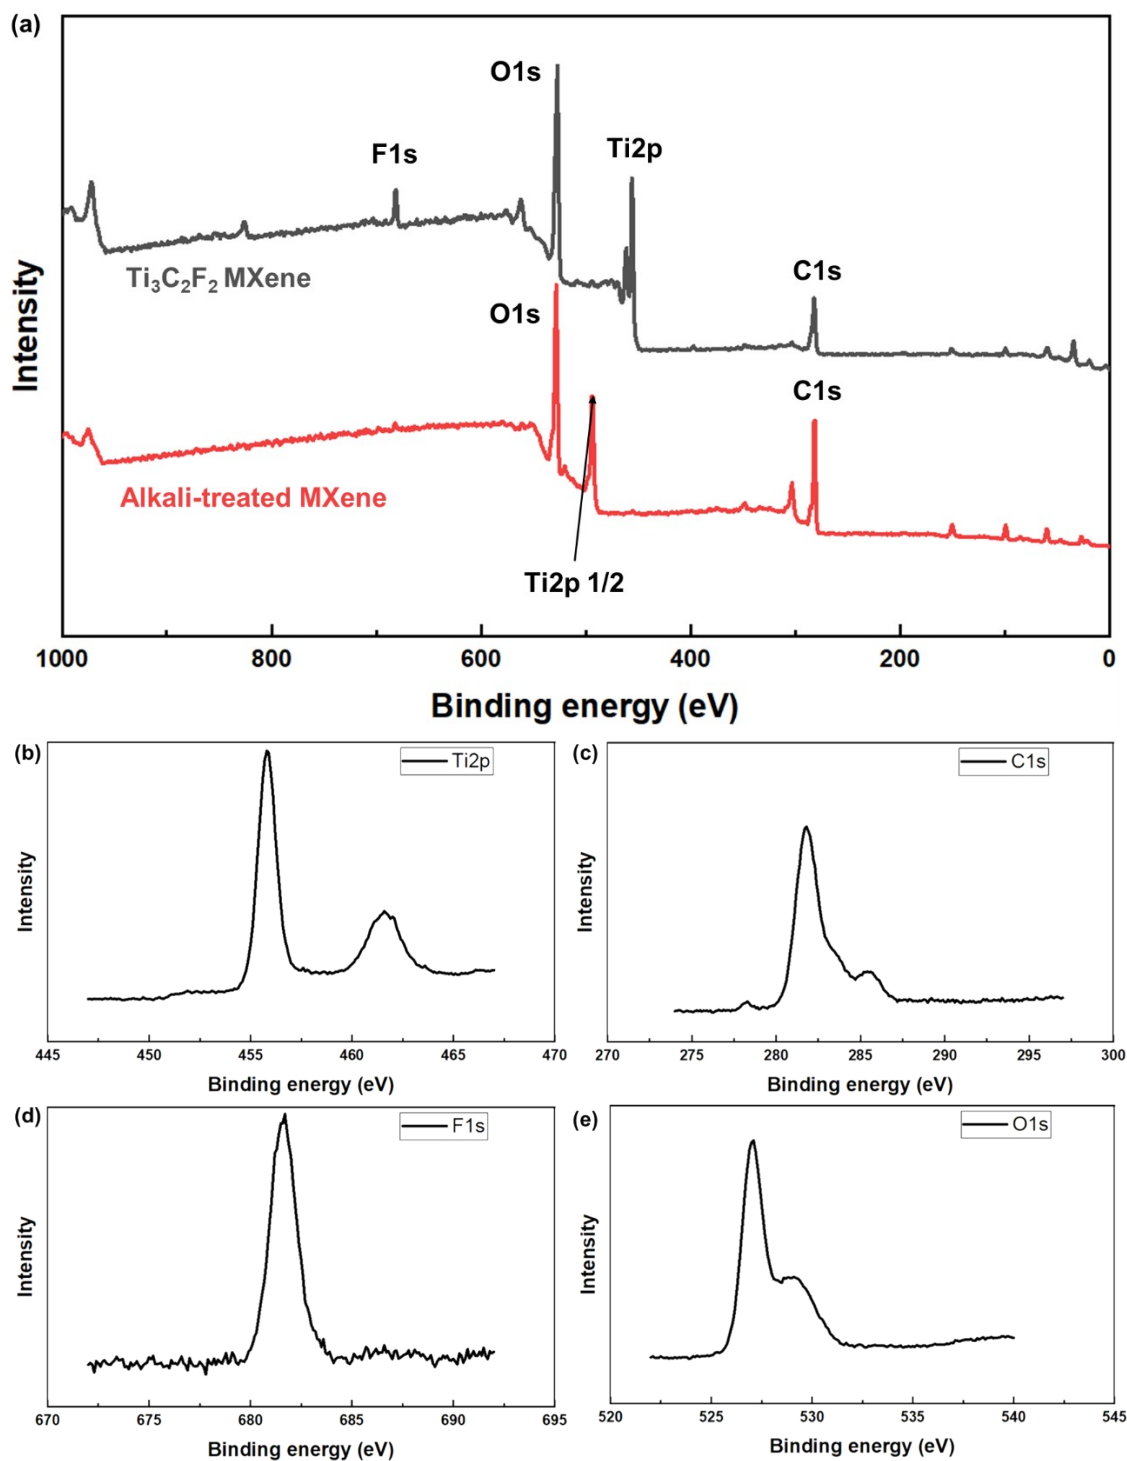 (a)
O1s
F1s
Ti2p
Ti₃C₂F₂ MXene
C1s
O1s
C1s
Alkali-treated MXene
Ti2p 1/2
Intensity
1000 800 600 400 200 0
Binding energy (eV)
(b)
Ti2p
Intensity
445 450 455 460 465 470
Binding energy (eV)
(c)
C1s
Intensity
270 275 280 285 290 295 300
Binding energy (eV)
(d)
F1s
Intensity
670 675 680 685 690 695
Binding energy (eV)
(e)
O1s
Intensity
520 525 530 535 540 545
Binding energy (eV)